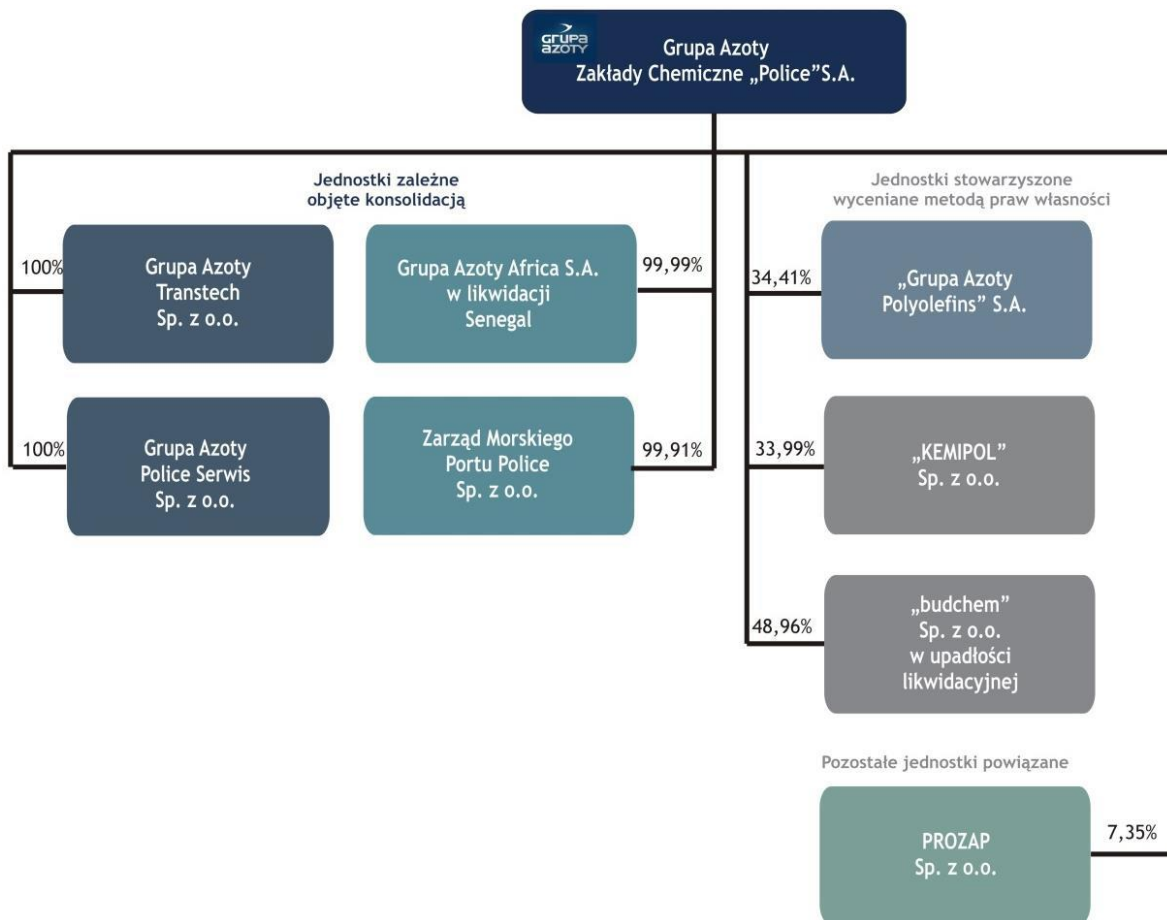 GRUPA
AZOTY
Grupa Azoty
Zakłady Chemiczne „Police”S.A.
Jednostki zależne
objęte konsolidacją
Jednostki stowarzyszone
wyceniane metodą praw własności
100%
Grupa Azoty
Transtech
Sp. z o.o.
Grupa Azoty Africa S.A.
w likwidacji
Senegal
99,99%
34,41%
„Grupa Azoty
Polyolefins” S.A.
100%
Grupa Azoty
Police Serwis
Sp. z o.o.
Zarząd Morskiego
Portu Police
Sp. z o.o.
99,91%
33,99%
„KEMIPOL”
Sp. z o.o.
48,96%
„budchem”
Sp. z o.o.
w upadłości
likwidacyjnej
Pozostałe jednostki powiązane
PROZAP
Sp. z o.o.
7,35%